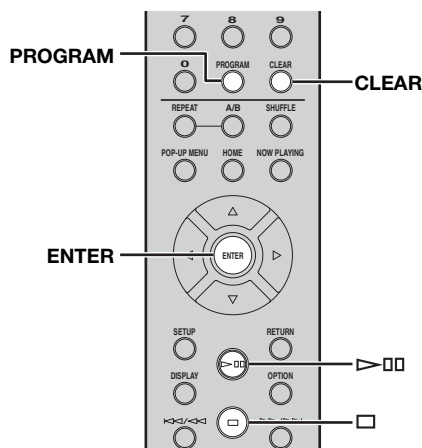 7 8 9
PROGRAM
0 PROGRAM CLEAR
CLEAR
REPEAT A/B SHUFFLE
POP-UP MENU HOME NOW PLAYING
ENTER
ENTER
SETUP RETURN
DISPLAY OPTION